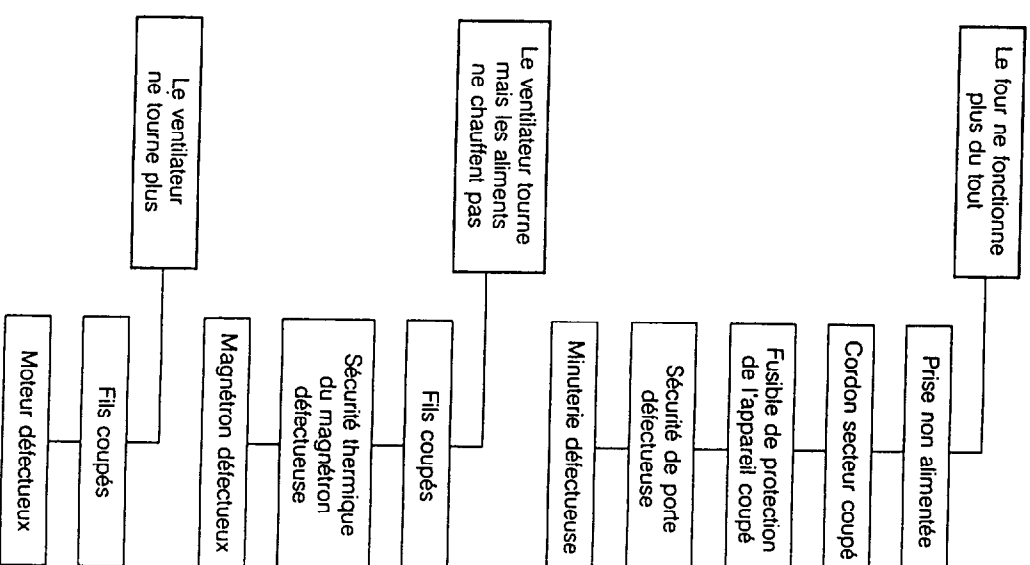 Le four ne fonctionne
plus du tout
Prise non alimentée
Cordon secteur coupé
Fusible de protection
de l'appareil coupé
Sécurité de porte
défectueuse
Minuterie défectueuse
Le ventilateur tourne
mais les aliments
ne chauffent pas
Fils coupés
Sécurité thermique
du magnétron
défectueuse
Magnétron défectueux
Le ventilateur
ne tourne plus
Fils coupés
Moteur défectueux